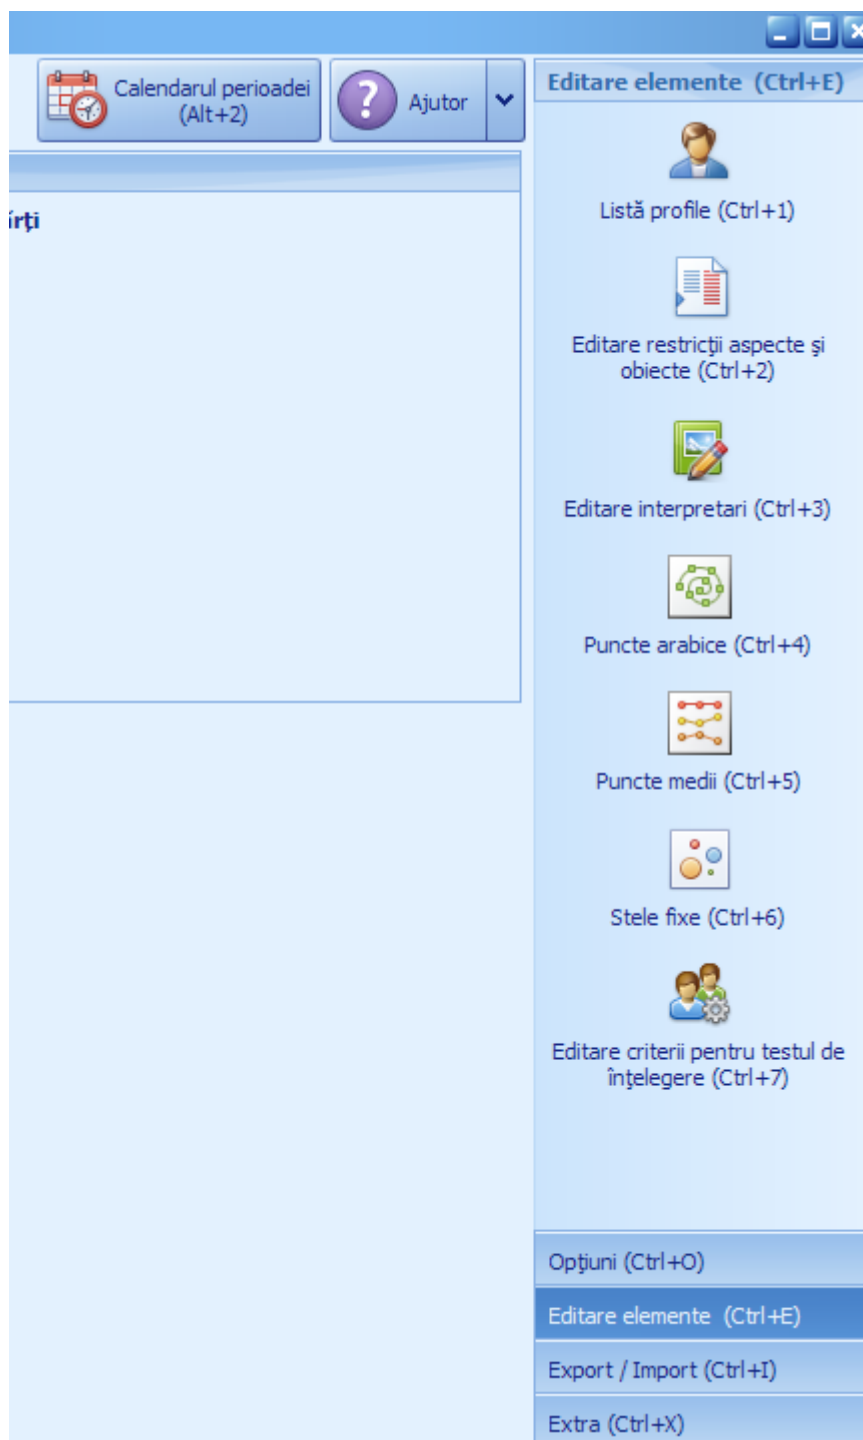 Calendarul perioadei
(Alt+2)
Ajutor
Editare elemente (Ctrl+E)
Listă profile (Ctrl+1)
Editare restricţii aspecte şi
obiecte (Ctrl+2)
Editare interpretari (Ctrl+3)
Puncte arabice (Ctrl+4)
Puncte medii (Ctrl+5)
Stele fixe (Ctrl+6)
Editare criterii pentru testul de
înţelegere (Ctrl+7)
Opţiuni (Ctrl+O)
Editare elemente (Ctrl+E)
Export / Import (Ctrl+I)
Extra (Ctrl+X)